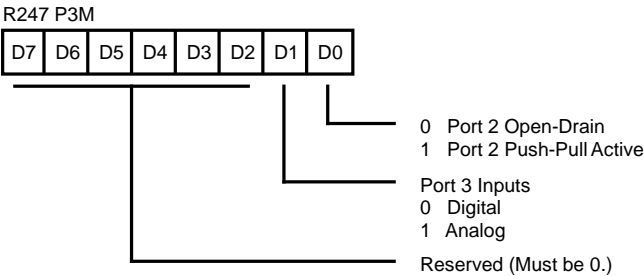 R247 P3M
D7 D6 D5 D4 D3 D2 D1 D0
0 Port 2 Open-Drain
1 Port 2 Push-Pull Active
Port 3 Inputs
0 Digital
1 Analog
Reserved (Must be 0.)